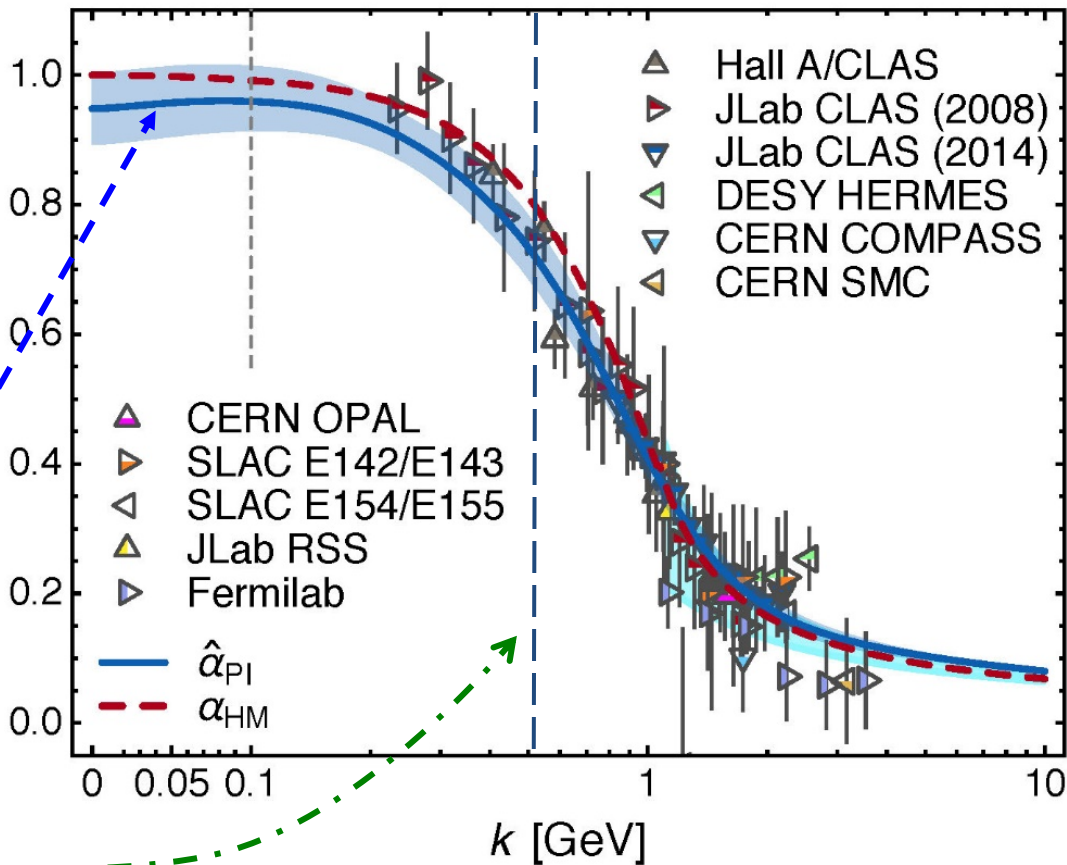 1.0
0.8
0.6
0.4
0.2
0.0
Hall A/CLAS
JLab CLAS (2008)
JLab CLAS (2014)
DESY HERMES
CERN COMPASS
CERN SMC
CERN OPAL
SLAC E142/E143
SLAC E154/E155
JLab RSS
Fermilab
α̂PI
αHM
0 0.05 0.1 1 10
k [GeV]